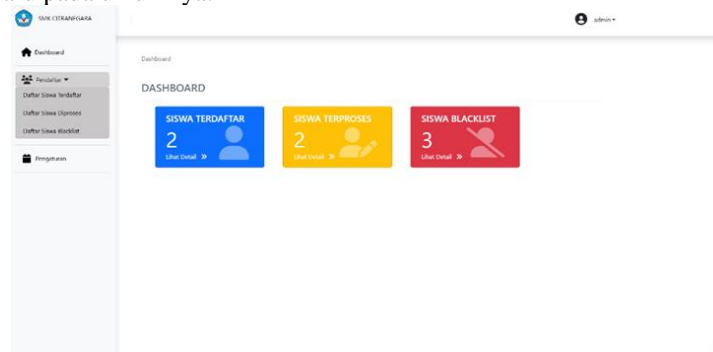 SMK CITRANEGARA
admin
Dashboard
Pendaftar
Daftar Siswa Terdaftar
Daftar Siswa Diproses
Daftar Siswa Blacklist
Pengaturan
Dashboard
DASHBOARD
SISWA TERDAFTAR
2
Lihat Detail »
SISWA TERPROSES
2
Lihat Detail »
SISWA BLACKLIST
3
Lihat Detail »